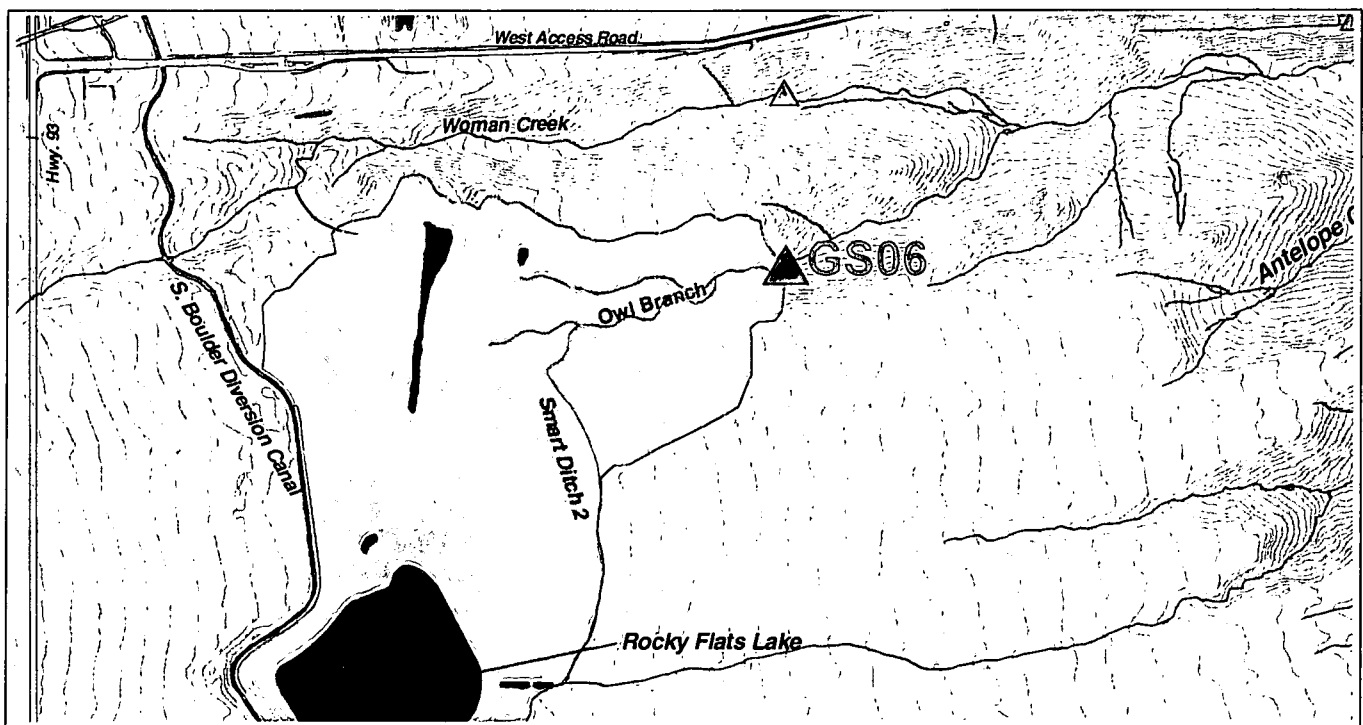 West Access Road
Woman Creek
Hwy. 93
GS06
Antelope
Owl Branch
S. Boulder Diversion Canal
Smart Ditch 2
Rocky Flats Lake